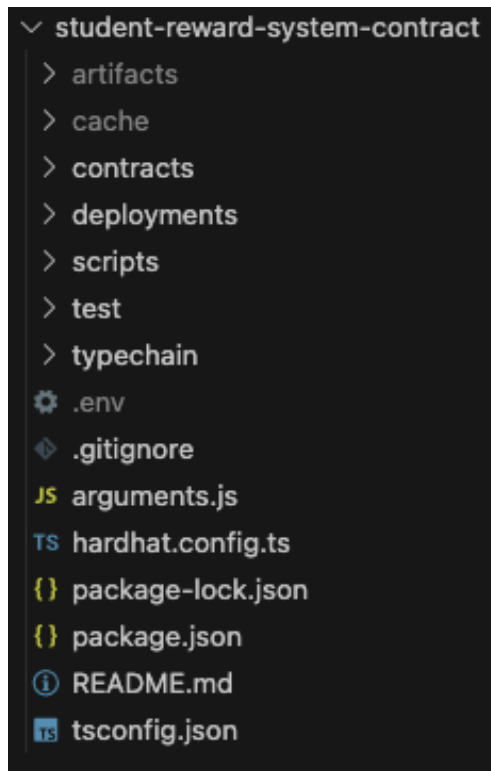 student-reward-system-contract
artifacts
cache
contracts
deployments
scripts
test
typechain
.env
.gitignore
JS arguments.js
TS hardhat.config.ts
{} package-lock.json
{} package.json
README.md
TS tsconfig.json